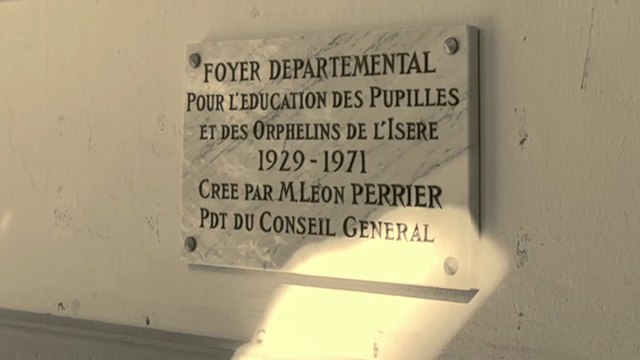 FOYER DEPARTEMENTAL
POUR L'EDUCATION DES PUPILLES
ET DES ORPHELINS DE L'ISERE
1929-1971
CREE PAR M.LEON PERRIER
PDT DU CONSEIL GENERAL